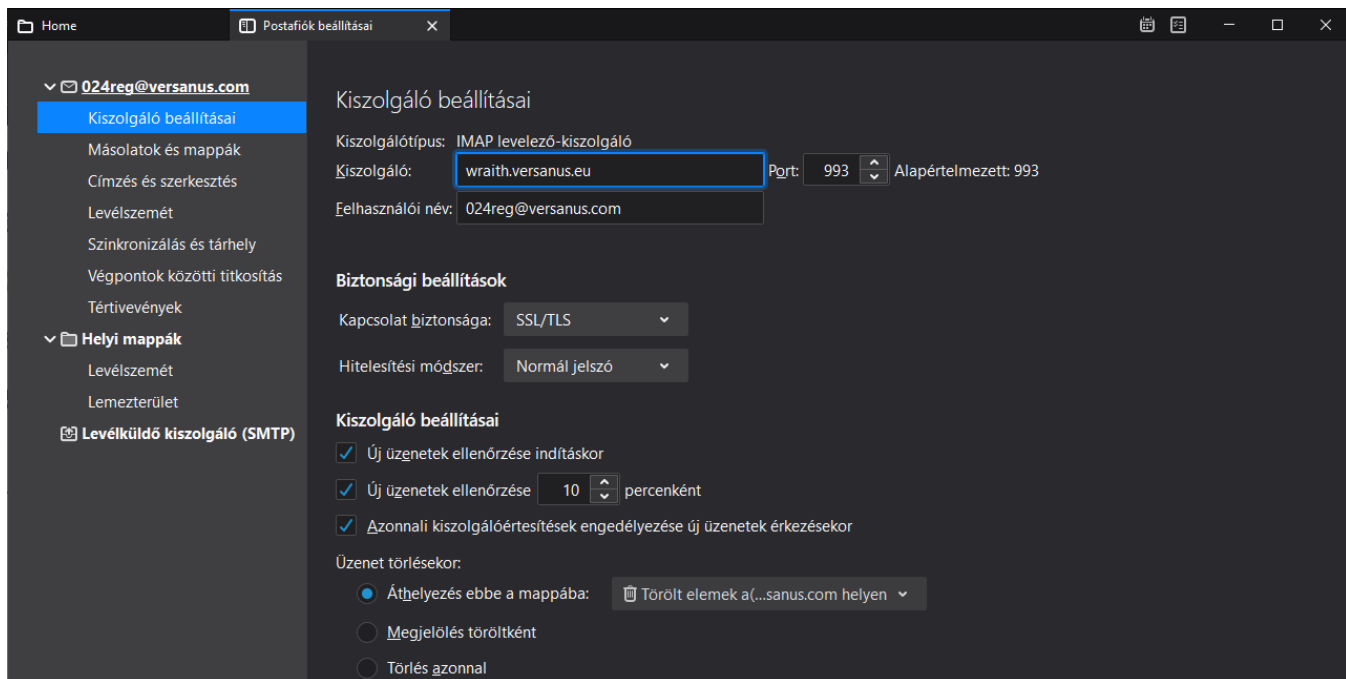 Home
Postafiók beállításai
024reg@versanus.com
Kiszolgáló beállításai
Másolatok és mappák
Címzés és szerkesztés
Levélszemét
Szinkronizálás és tárhely
Végpontok közötti titkosítás
Tértivevények
Helyi mappák
Levélszemét
Lemezterület
Levélküldő kiszolgáló (SMTP)
Kiszolgáló beállításai
Kiszolgálótípus: IMAP levelező-kiszolgáló
Kiszolgáló: wraith.versanus.eu Port: 993 Alapértelmezett: 993
Felhasználói név: 024reg@versanus.com
Biztonsági beállítások
Kapcsolat biztonsága: SSL/TLS
Hitelesítési módszer: Normál jelszó
Kiszolgáló beállításai
Új üzenetek ellenőrzése indításkor
Új üzenetek ellenőrzése 10 percenként
Azonnali kiszolgálóértesítések engedélyezése új üzenetek érkezésekor
Üzenet törlésekor:
Áthelyezés ebbe a mappába: Törölt elemek a(...sanus.com helyen
Megjelölés töröltként
Törlés azonnal